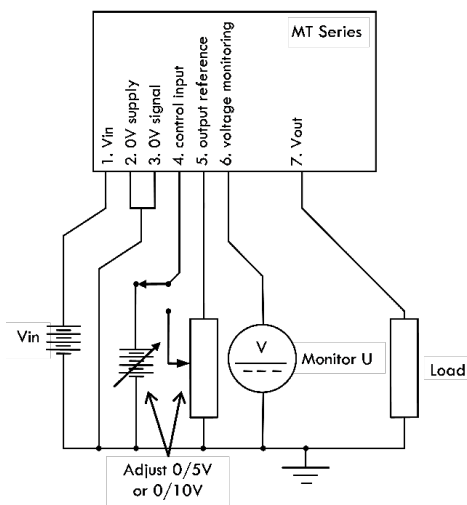 MT Series
1. Vin
2. 0V supply
3. 0V signal
4. control input
5. output reference
6. voltage monitoring
7. Vout
Vin
V
Monitor U
Load
Adjust 0/5V
or 0/10V